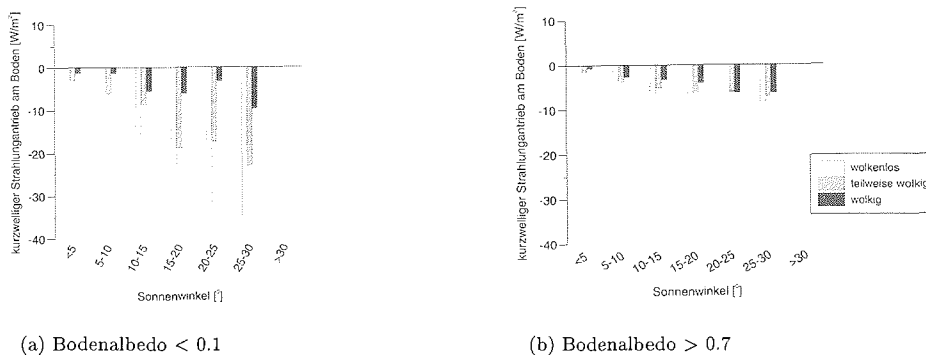 kurzwelliger Strahlungantrieb am Boden [W/m²]
10
0
-10
-20
-30
-40
<5
5-10
10-15
15-20
20-25
25-30
>30
Sonnenwinkel [°]
(a) Bodenalbedo < 0.1
kurzwelliger Strahlungantrieb am Boden [W/m²]
10
0
-10
-20
-30
-40
<5
5-10
10-15
15-20
20-25
25-30
>30
Sonnenwinkel [°]
wolkenlos
teilweise wolkig
wolkig
(b) Bodenalbedo > 0.7